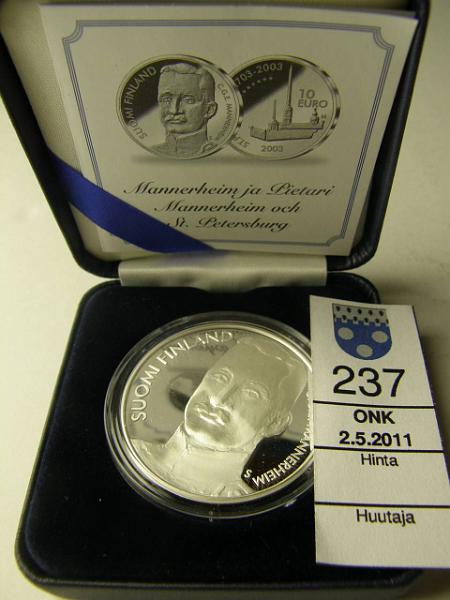 SUOMI FINLAND
C.G.E. MANNERHEIM
1703-2003
10
EURO
2003
Mannerheim ja Pietari
Mannerheim och
St. Petersburg
SUOMI FINLAND
MANNERHEIM
S
237
ONK
2.5.2011
Hinta
Huutaja